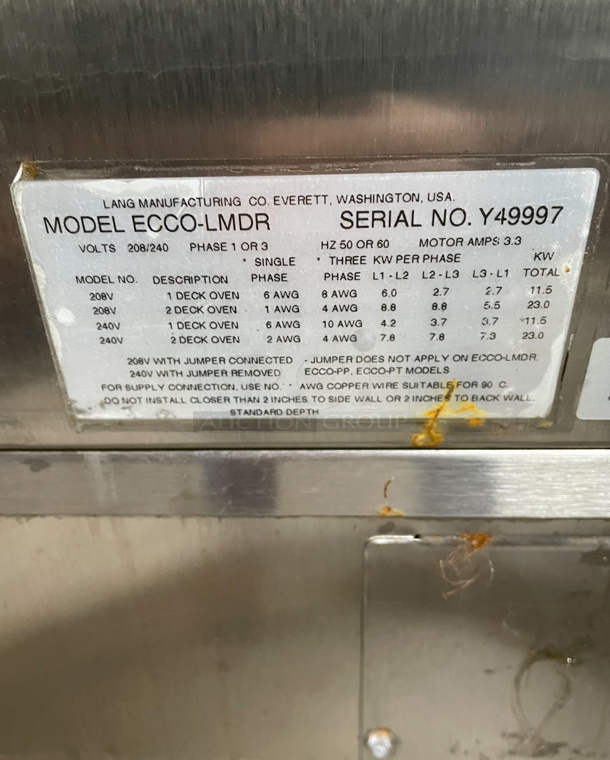 LANG MANUFACTURING CO. EVERETT, WASHINGTON, USA.
MODEL ECCO-LMDR SERIAL NO. Y49997
VOLTS 208/240 PHASE 1 OR 3 HZ 50 OR 60 MOTOR AMPS 3.3
* SINGLE * THREE KW PER PHASE KW
MODEL NO. DESCRIPTION PHASE PHASE L1 - L2 L2 - L3 L3 - L1 TOTAL
208V 1 DECK OVEN 6 AWG 8 AWG 6.0 2.7 2.7 11.5
208V 2 DECK OVEN 1 AWG 4 AWG 8.8 8.8 5.5 23.0
240V 1 DECK OVEN 6 AWG 10 AWG 4.2 3.7 3.7 11.5
240V 2 DECK OVEN 2 AWG 4 AWG 7.8 7.8 7.3 23.0
208V WITH JUMPER CONNECTED - JUMPER DOES NOT APPLY ON ECCO-LMDR,
240V WITH JUMPER REMOVED ECCO-PP, ECCO-PT MODELS
FOR SUPPLY CONNECTION, USE NO. * * AWG COPPER WIRE SUITABLE FOR 90 C.
DO NOT INSTALL CLOSER THAN 2 INCHES TO SIDE WALL OR 2 INCHES TO BACK WALL.
STANDARD DEPTH
AUCTION GROUP